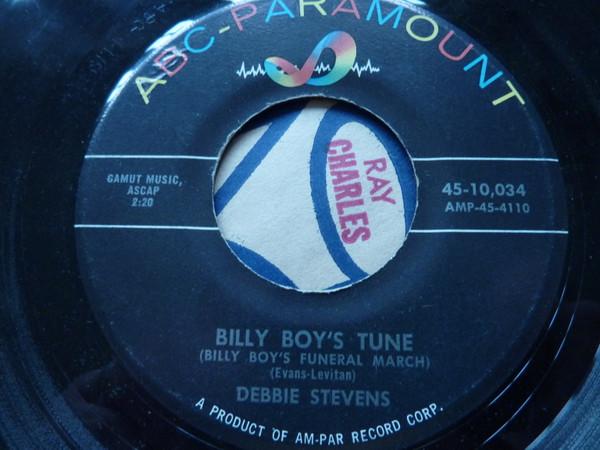 ABC-PARAMOUNT
GAMUT MUSIC,
ASCAP
2:20
RAY
CHARLES
45-10,034
AMP-45-4110
BILLY BOY'S TUNE
(BILLY BOY'S FUNERAL MARCH)
(Evans-Levitan)
DEBBIE STEVENS
A PRODUCT OF AM-PAR RECORD CORP.